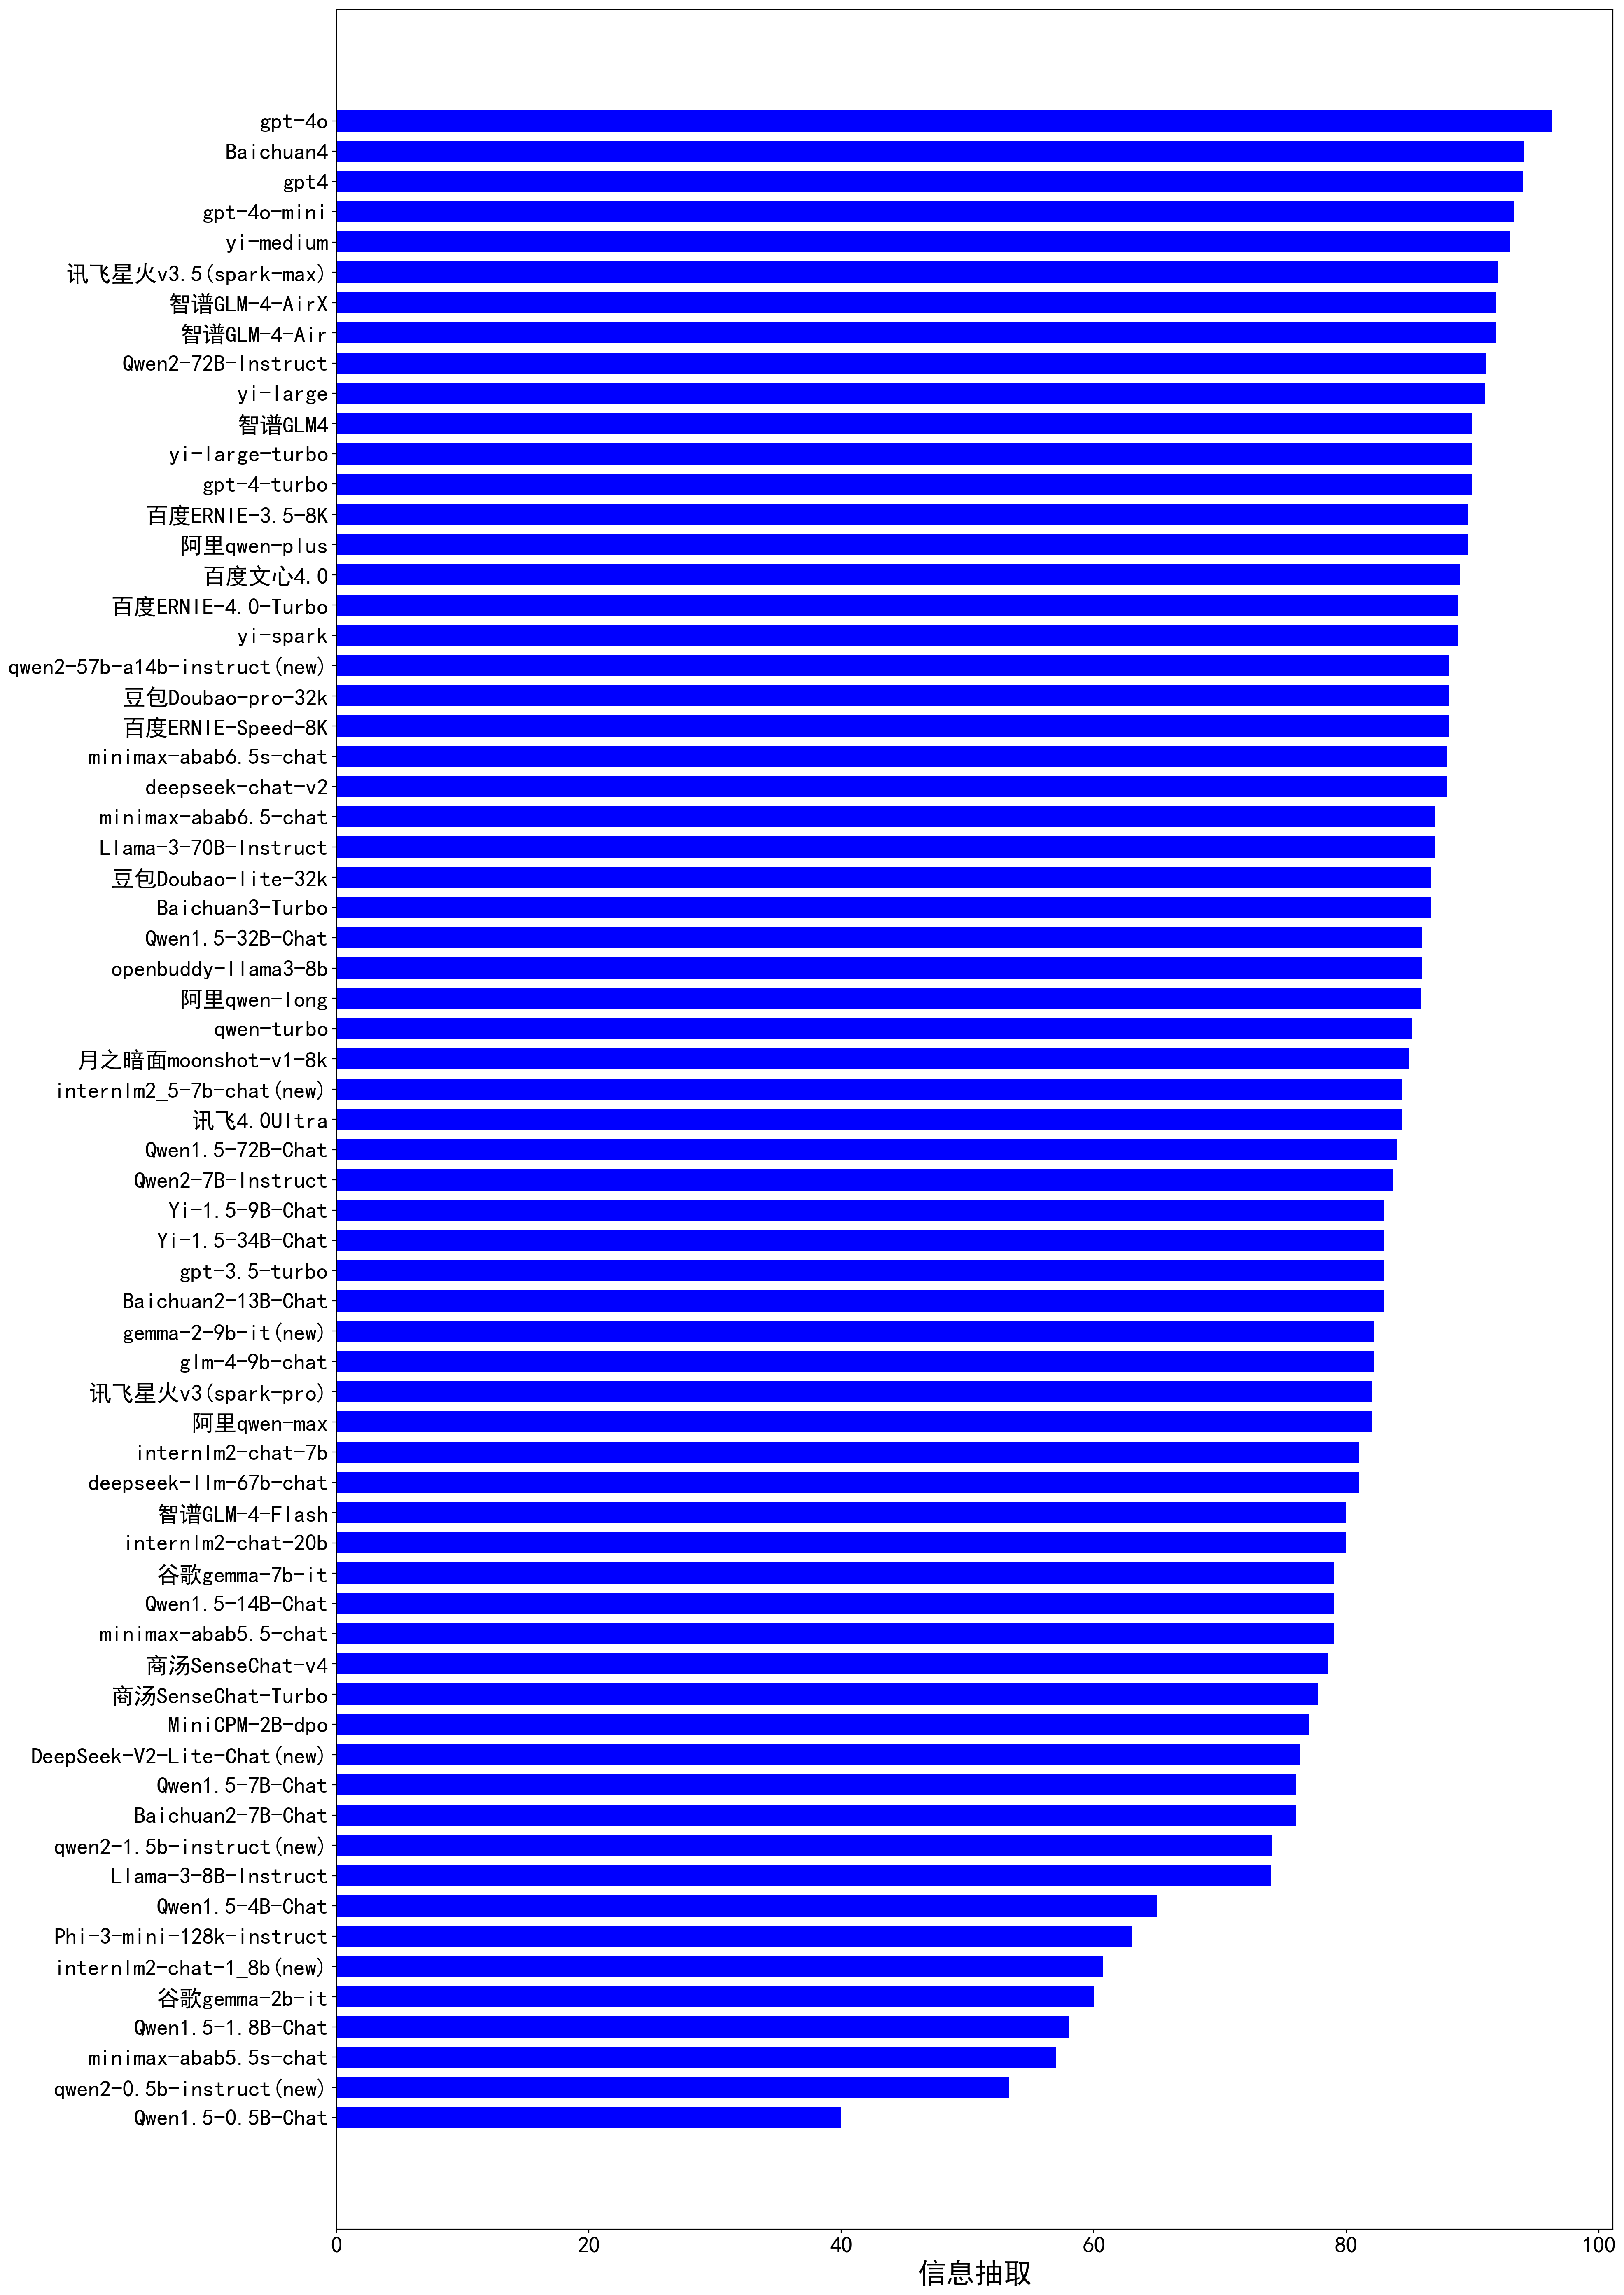 gpt-4o
Baichuan4
gpt4
gpt-4o-mini
yi-medium
讯飞星火v3.5(spark-max)
智谱GLM-4-AirX
智谱GLM-4-Air
Qwen2-72B-Instruct
yi-large
智谱GLM4
yi-large-turbo
gpt-4-turbo
百度ERNIE-3.5-8K
阿里qwen-plus
百度文心4.0
百度ERNIE-4.0-Turbo
yi-spark
qwen2-57b-a14b-instruct(new)
豆包Doubao-pro-32k
百度ERNIE-Speed-8K
minimax-abab6.5s-chat
deepseek-chat-v2
minimax-abab6.5-chat
Llama-3-70B-Instruct
豆包Doubao-lite-32k
Baichuan3-Turbo
Qwen1.5-32B-Chat
openbuddy-llama3-8b
阿里qwen-long
qwen-turbo
月之暗面moonshot-v1-8k
internlm2_5-7b-chat(new)
讯飞4.0Ultra
Qwen1.5-72B-Chat
Qwen2-7B-Instruct
Yi-1.5-9B-Chat
Yi-1.5-34B-Chat
gpt-3.5-turbo
Baichuan2-13B-Chat
gemma-2-9b-it(new)
glm-4-9b-chat
讯飞星火v3(spark-pro)
阿里qwen-max
internlm2-chat-7b
deepseek-llm-67b-chat
智谱GLM-4-Flash
internlm2-chat-20b
谷歌gemma-7b-it
Qwen1.5-14B-Chat
minimax-abab5.5-chat
商汤SenseChat-v4
商汤SenseChat-Turbo
MiniCPM-2B-dpo
DeepSeek-V2-Lite-Chat(new)
Qwen1.5-7B-Chat
Baichuan2-7B-Chat
qwen2-1.5b-instruct(new)
Llama-3-8B-Instruct
Qwen1.5-4B-Chat
Phi-3-mini-128k-instruct
internlm2-chat-1_8b(new)
谷歌gemma-2b-it
Qwen1.5-1.8B-Chat
minimax-abab5.5s-chat
qwen2-0.5b-instruct(new)
Qwen1.5-0.5B-Chat
0 20 40 60 80 100
信息抽取